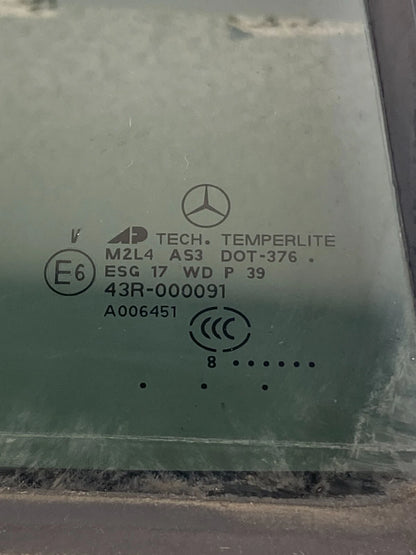 V
AP TECH. TEMPERLITE
M2L4 AS3 DOT-376 .
E6 ESG 17 WD P 39
43R-000091
A006451 CCC
8 ......
. . .